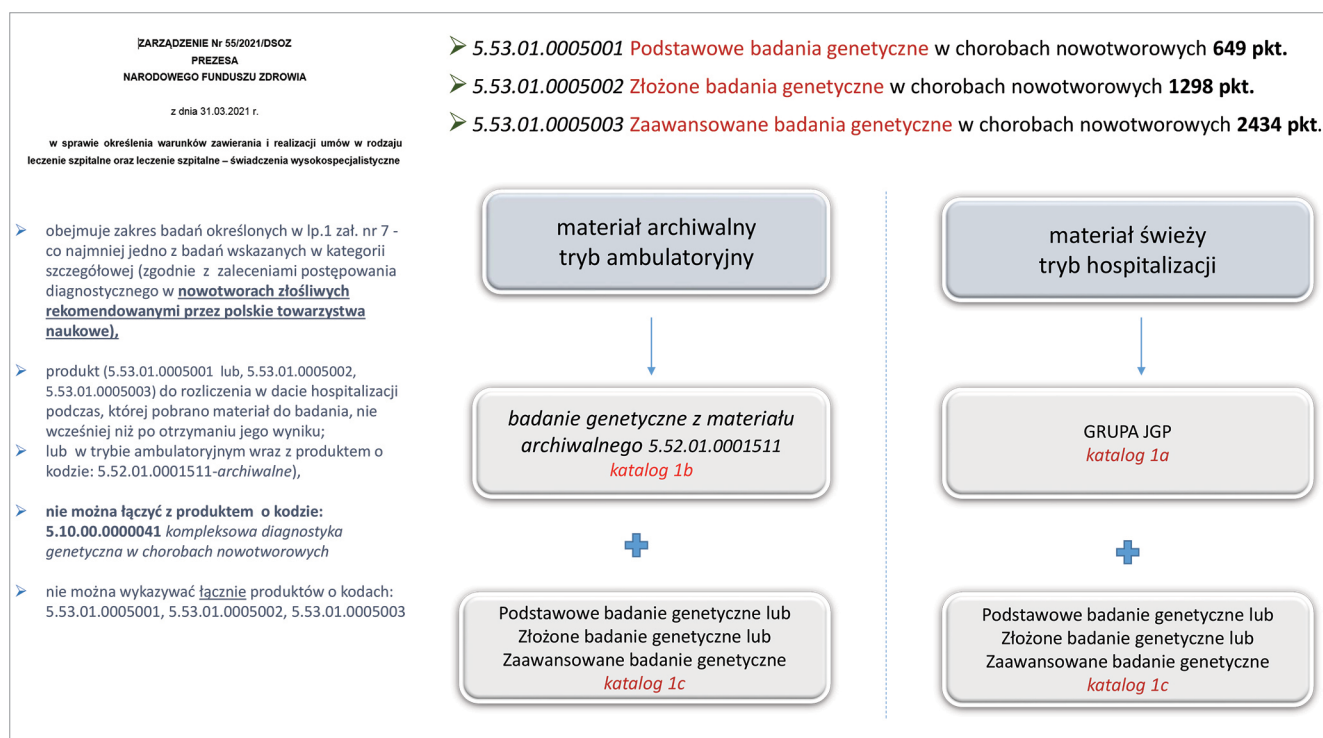 ZARZĄDZENIE Nr 55/2021/DSOZ
PREZESA
NARODOWEGO FUNDUSZU ZDROWIA
z dnia 31.03.2021 r.
w sprawie określenia warunków zawierania i realizacji umów w rodzaju
leczenie szpitalne oraz leczenie szpitalne – świadczenia wysokospecjalistyczne
obejmuje zakres badań określonych w lp.1 zał. nr 7 -
co najmniej jedno z badań wskazanych w kategorii
szczegółowej (zgodnie z zaleceniami postępowania
diagnostycznego w nowotworach złośliwych
rekomendowanymi przez polskie towarzystwa
naukowe),
produkt (5.53.01.0005001 lub, 5.53.01.0005002,
5.53.01.0005003) do rozliczenia w dacie hospitalizacji
podczas, której pobrano materiał do badania, nie
wcześniej niż po otrzymaniu jego wyniku;
lub w trybie ambulatoryjnym wraz z produktem o
kodzie: 5.52.01.0001511-archiwalne),
nie można łączyć z produktem o kodzie:
5.10.00.0000041 kompleksowa diagnostyka
genetyczna w chorobach nowotworowych
nie można wykazywać łącznie produktów o kodach:
5.53.01.0005001, 5.53.01.0005002, 5.53.01.0005003
5.53.01.0005001 Podstawowe badania genetyczne w chorobach nowotworowych 649 pkt.
5.53.01.0005002 Złożone badania genetyczne w chorobach nowotworowych 1298 pkt.
5.53.01.0005003 Zaawansowane badania genetyczne w chorobach nowotworowych 2434 pkt.
materiał archiwalny
tryb ambulatoryjny
badanie genetyczne z materiału
archiwalnego 5.52.01.0001511
katalog 1b
Podstawowe badanie genetyczne lub
Złożone badanie genetyczne lub
Zaawansowane badanie genetyczne
katalog 1c
materiał świeży
tryb hospitalizacji
GRUPA JGP
katalog 1a
Podstawowe badanie genetyczne lub
Złożone badanie genetyczne lub
Zaawansowane badanie genetyczne
katalog 1c